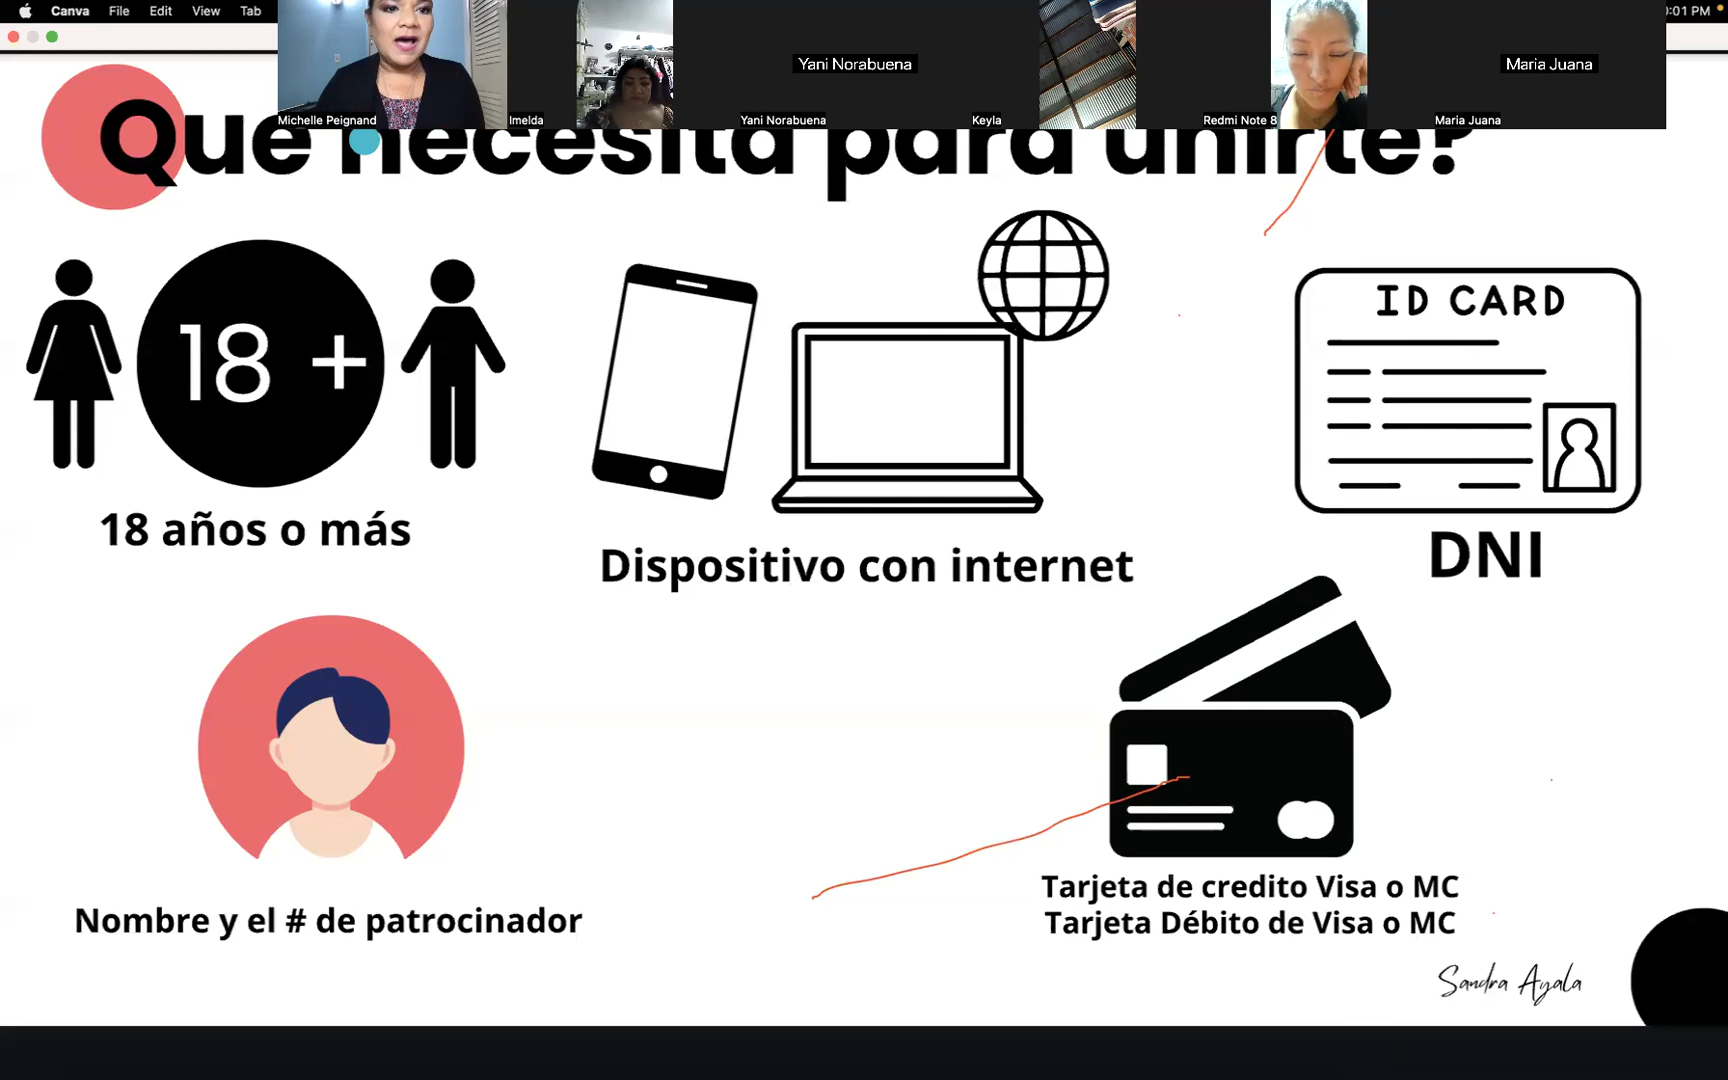 Canva File Edit View Tab
:01 PM
Yani Norabuena
Maria Juana
Michelle Peignand
Imelda
Yani Norabuena
Keyla
Redmi Note 8
Maria Juana
Que necesita para unirte?
18 +
ID CARD
18 años o más
Dispositivo con internet
DNI
Nombre y el # de patrocinador
Tarjeta de credito Visa o MC
Tarjeta Débito de Visa o MC
Sandra Ayala